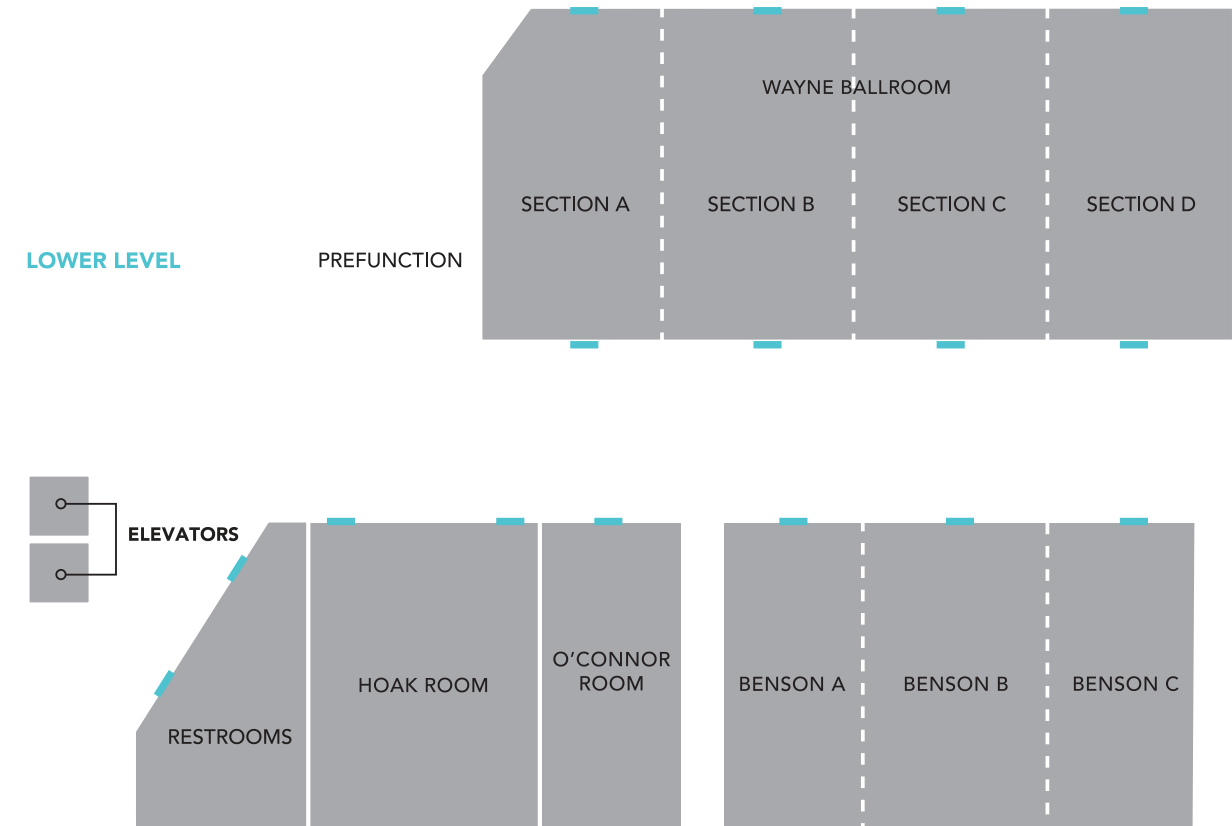 WAYNE BALLROOM
SECTION A
SECTION B
SECTION C
SECTION D
LOWER LEVEL
PREFUNCTION
ELEVATORS
RESTROOMS
HOAK ROOM
O’CONNOR
ROOM
BENSON A
BENSON B
BENSON C